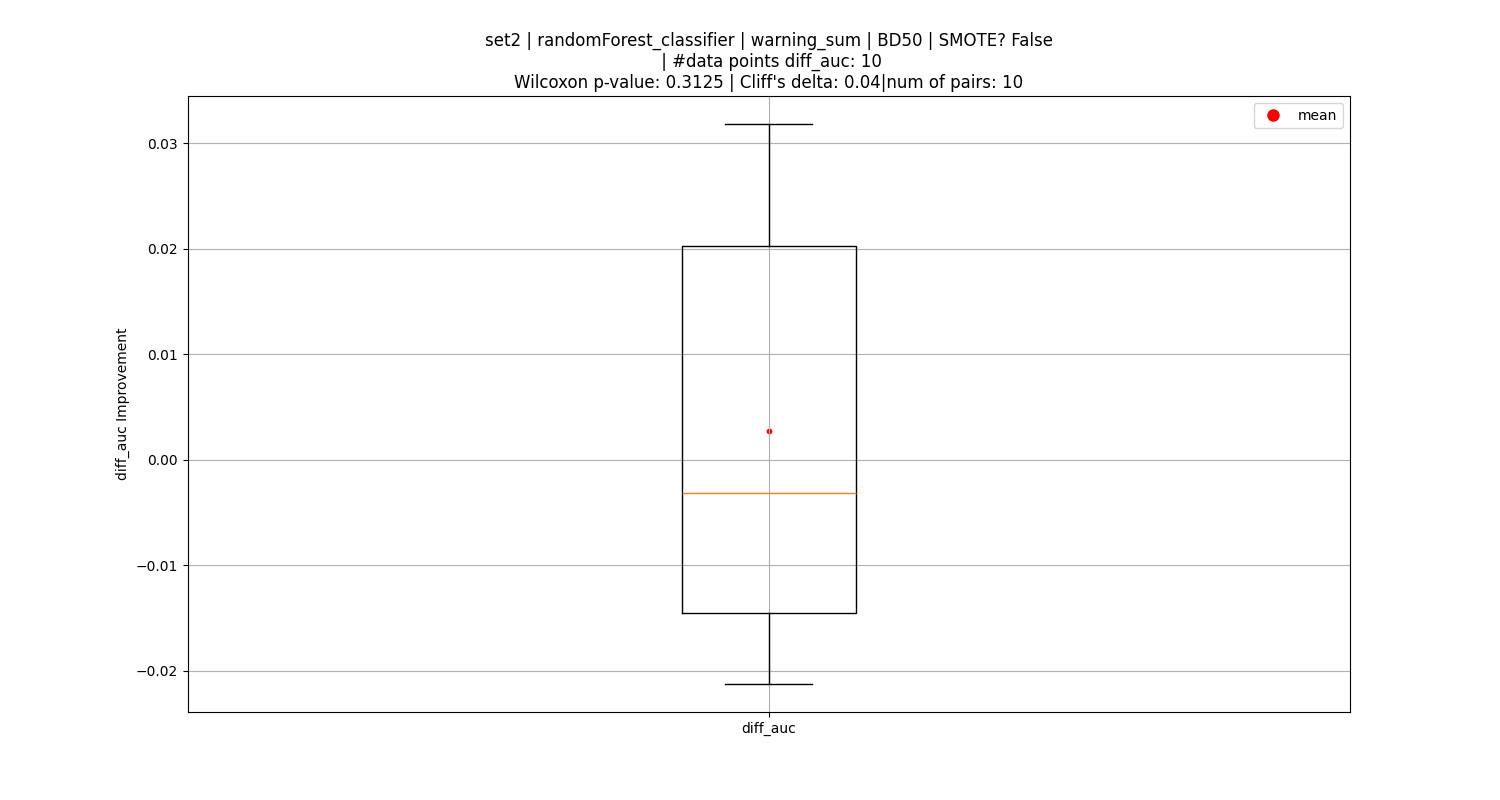 set2 | randomForest_classifier | warning_sum | BD50 | SMOTE? False
| #data points diff_auc: 10
Wilcoxon p-value: 0.3125 | Cliff's delta: 0.04|num of pairs: 10
mean
0.03
0.02
0.01
0.00
−0.01
−0.02
diff_auc Improvement
diff_auc